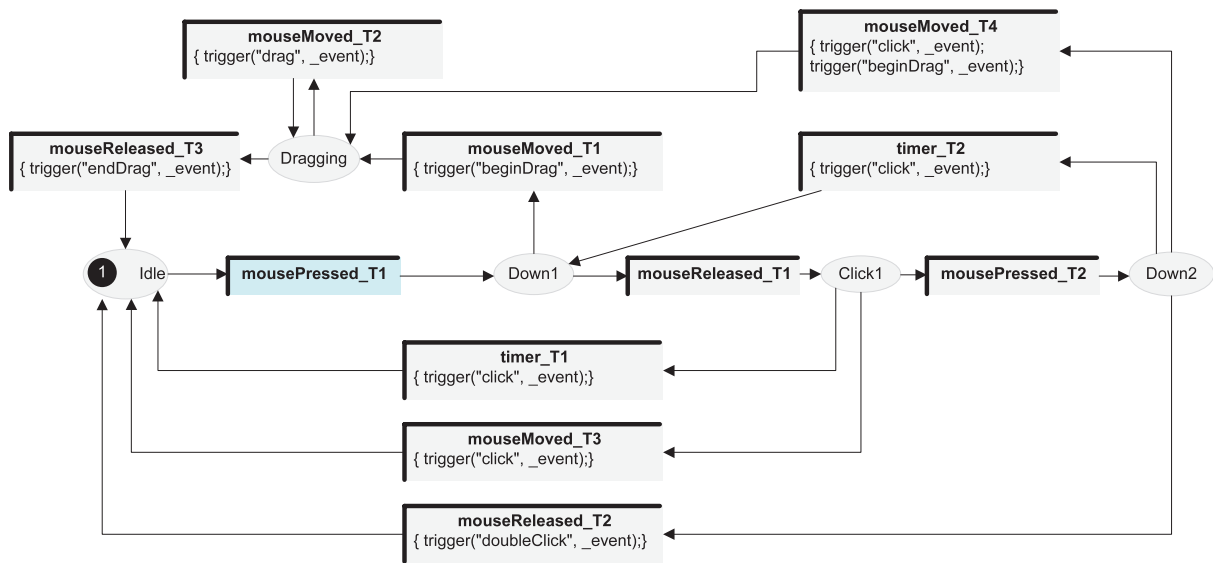 mouseMoved_T2
{ trigger("drag", _event);}
mouseMoved_T4
{ trigger("click", _event);
trigger("beginDrag", _event);}
mouseReleased_T3
{ trigger("endDrag", _event);}
Dragging
mouseMoved_T1
{ trigger("beginDrag", _event);}
timer_T2
{ trigger("click", _event);}
1
Idle
mousePressed_T1
Down1
mouseReleased_T1
Click1
mousePressed_T2
Down2
timer_T1
{ trigger("click", _event);}
mouseMoved_T3
{ trigger("click", _event);}
mouseReleased_T2
{ trigger("doubleClick", _event);}